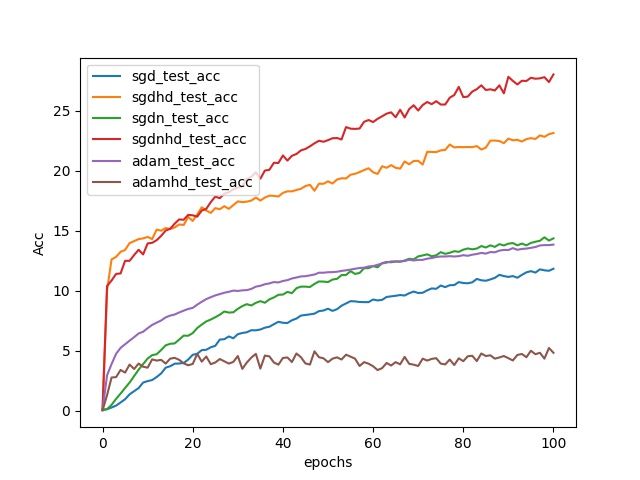 sgd_test_acc
sgdhd_test_acc
sgdn_test_acc
sgdnhd_test_acc
adam_test_acc
adamhd_test_acc
25
20
15
10
5
0
Acc
0 20 40 60 80 100
epochs